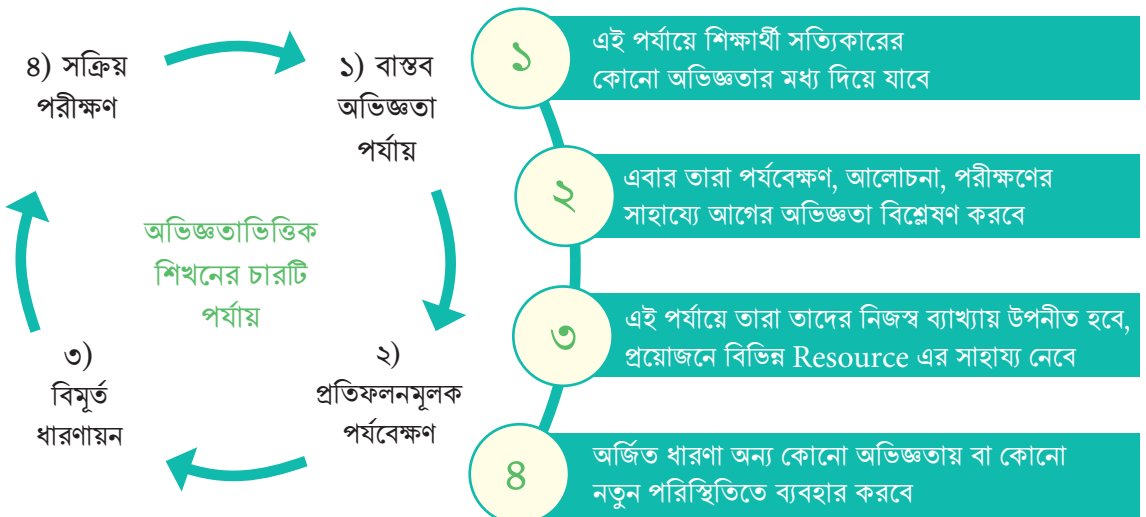 ৪) সক্রিয়
পরীক্ষণ
১) বাস্তব
অভিজ্ঞতা
পর্যায়
অভিজ্ঞতাভিত্তিক
শিখনের চারটি
পর্যায়
৩)
বিমূর্ত
ধারণায়ন
২)
প্রতিফলনমূলক
পর্যবেক্ষণ
১
এই পর্যায়ে শিক্ষার্থী সত্যিকারের
কোনো অভিজ্ঞতার মধ্য দিয়ে যাবে
২
এবার তারা পর্যবেক্ষণ, আলোচনা, পরীক্ষণের
সাহায্যে আগের অভিজ্ঞতা বিশ্লেষণ করবে
৩
এই পর্যায়ে তারা তাদের নিজস্ব ব্যাখ্যায় উপনীত হবে,
প্রয়োজনে বিভিন্ন Resource এর সাহায্য নেবে
৪
অর্জিত ধারণা অন্য কোনো অভিজ্ঞতায় বা কোনো
নতুন পরিস্থিতিতে ব্যবহার করবে